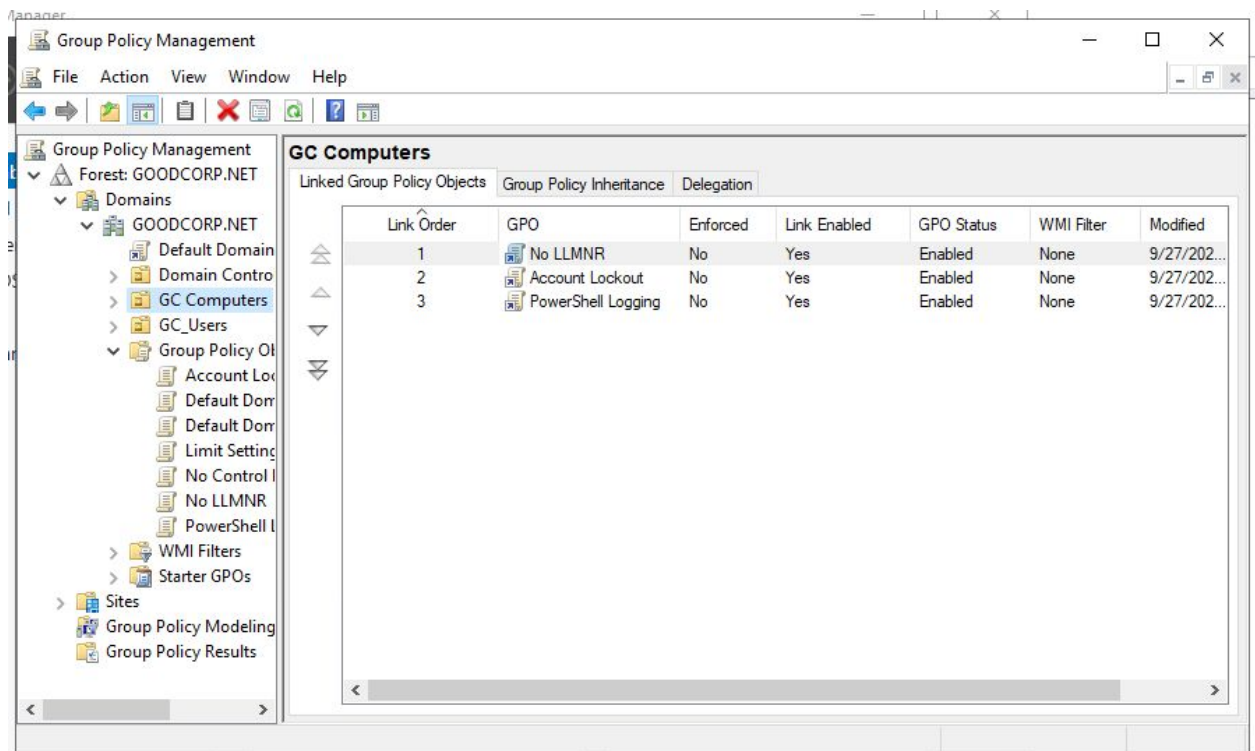 Manager
Group Policy Management
File Action View Window Help
Group Policy Management
Forest: GOODCORP.NET
Domains
GOODCORP.NET
Default Domain
Domain Contro
GC Computers
GC_Users
Group Policy Ob
Account Loc
Default Dom
Default Dom
Limit Setting
No Control
No LLMNR
PowerShell L
WMI Filters
Starter GPOs
Sites
Group Policy Modeling
Group Policy Results
GC Computers
Linked Group Policy Objects Group Policy Inheritance Delegation
Link Order GPO Enforced Link Enabled GPO Status WMI Filter Modified
1 No LLMNR No Yes Enabled None 9/27/202...
2 Account Lockout No Yes Enabled None 9/27/202...
3 PowerShell Logging No Yes Enabled None 9/27/202...